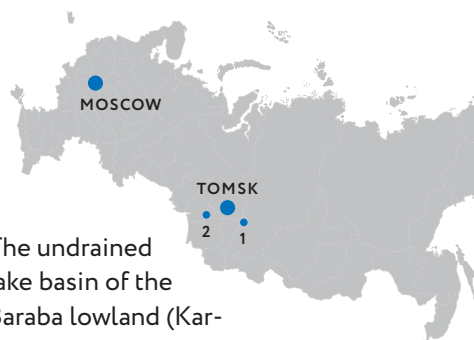 MOSCOW
TOMSK
2
1
The undrained
lake basin of the
Baraba lowland (Kar-